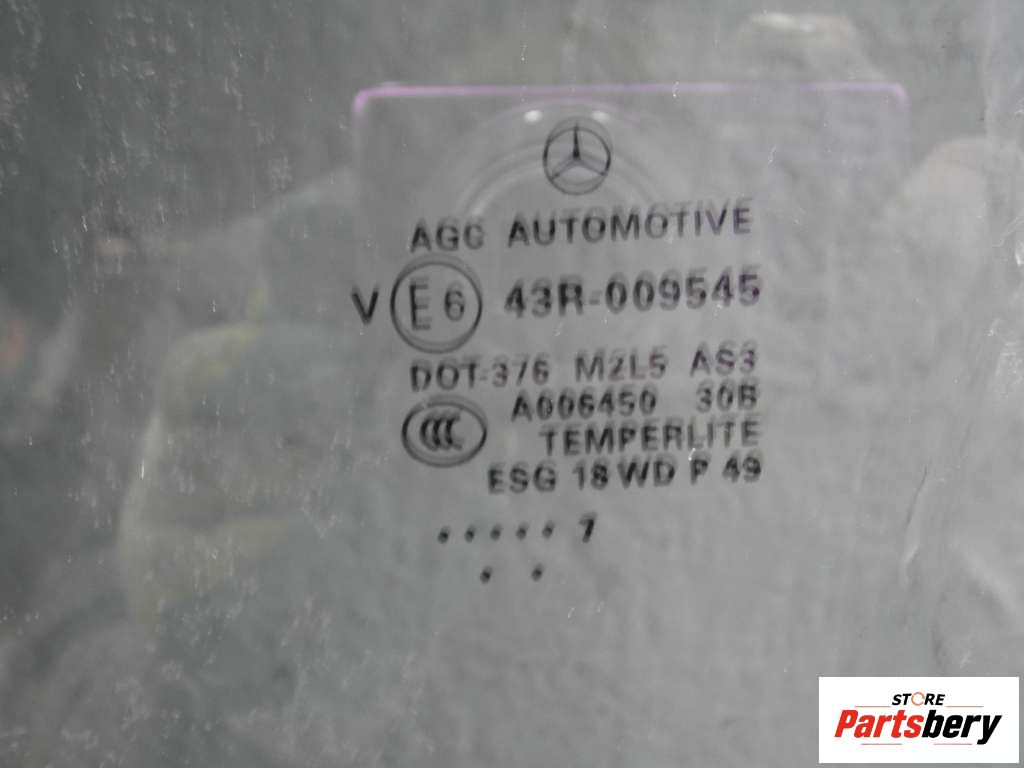 AGC AUTOMOTIVE
V E6 43R-009545
DOT-376 M2L5 AS3
A006450 30B
CCC TEMPERLITE
ESG 18 WD P 49
. . . . . 7
. .
STORE
Partsbery